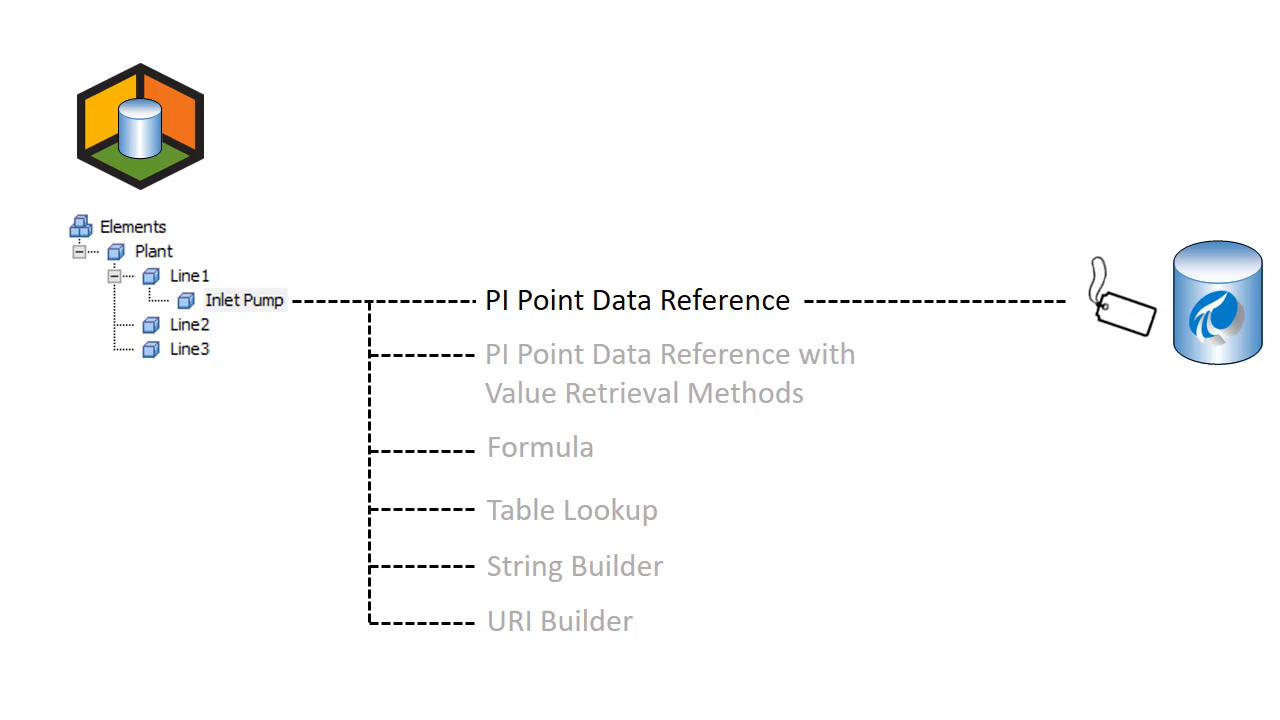 Elements
Plant
Line1
Inlet Pump
Line2
Line3
PI Point Data Reference
PI Point Data Reference with
Value Retrieval Methods
Formula
Table Lookup
String Builder
URI Builder